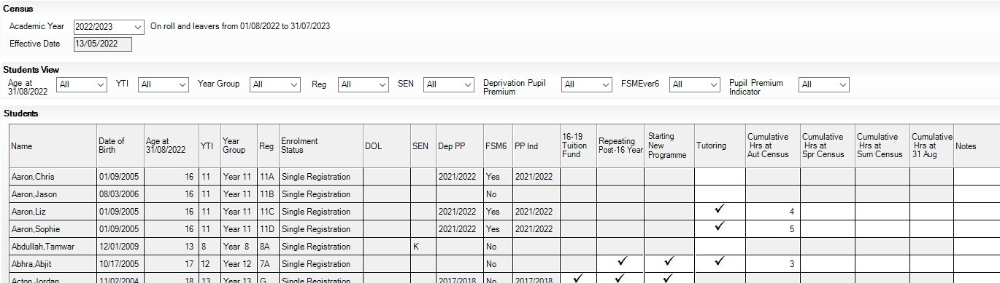 Census
Academic Year 2022/2023 On roll and leavers from 01/08/2022 to 31/07/2023
Effective Date 13/05/2022
Students View
Age at 31/08/2022 All YTI All Year Group All Reg All SEN All Deprivation Pupil Premium All FSMEver6 All Pupil Premium Indicator All
Students
Name Date of Birth Age at 31/08/2022 YTI Year Group Reg Enrolment Status DOL SEN Dep PP FSM6 PP Ind 16-19 Tuition Fund Repeating Post-16 Year Starting New Programme Tutoring Cumulative Hrs at Aut Census Cumulative Hrs at Spr Census Cumulative Hrs at Sum Census Cumulative Hrs at 31 Aug Notes
Aaron,Chris 01/09/2005 16 11 Year 11 11A Single Registration 2021/2022 Yes 2021/2022
Aaron,Jason 08/03/2006 16 11 Year 11 11B Single Registration No
Aaron,Liz 01/09/2005 16 11 Year 11 11C Single Registration 2021/2022 Yes 2021/2022 ✓ 4
Aaron,Sophie 01/09/2005 16 11 Year 11 11D Single Registration 2021/2022 Yes 2021/2022 ✓ 5
Abdullah,Tamwar 12/01/2009 13 8 Year 8 8A Single Registration K No
Abhra,Abjit 10/17/2005 17 12 Year 12 7A Single Registration No ✓ ✓ ✓ 3
Acton,Jordan 11/02/2004 18 13 Year 13 G Single Registration 2017/2018 No 2017/2018 ✓ ✓ ✓